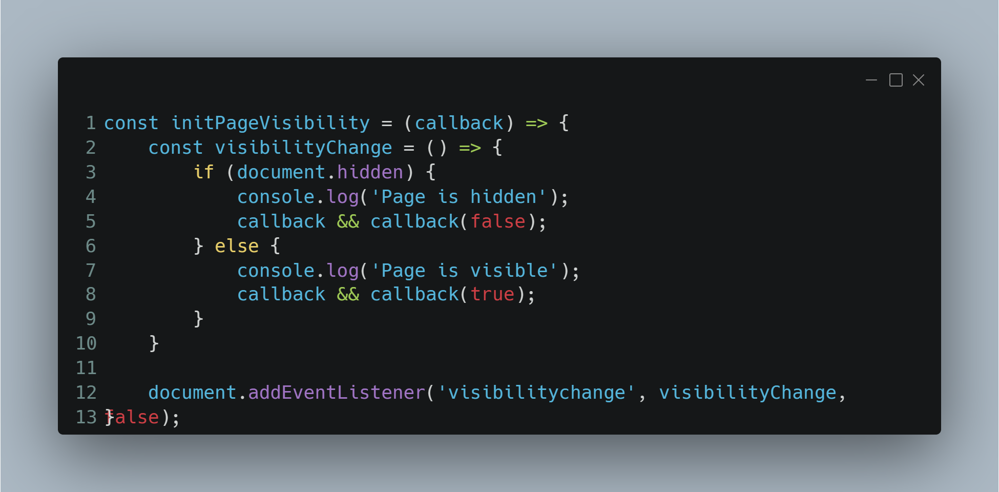 1 const initPageVisibility = (callback) => {
2     const visibilityChange = () => {
3         if (document.hidden) {
4             console.log('Page is hidden');
5             callback && callback(false);
6         } else {
7             console.log('Page is visible');
8             callback && callback(true);
9         }
10     }
11
12     document.addEventListener('visibilitychange', visibilityChange,
13 false);
}